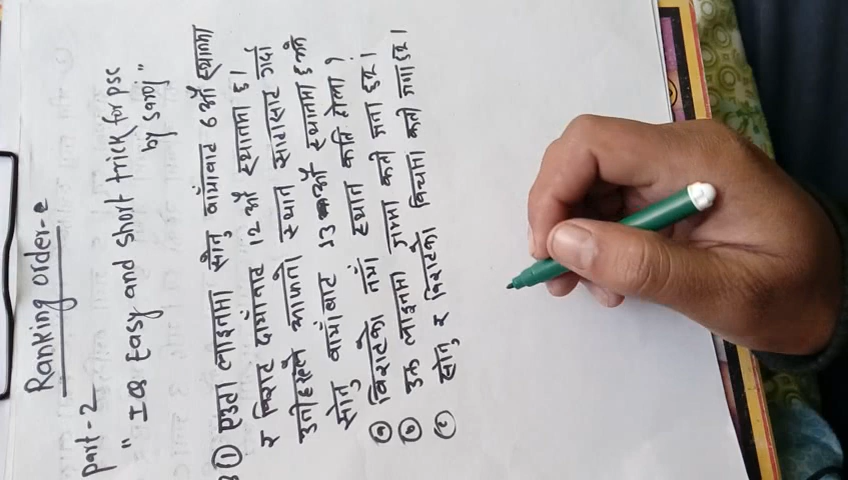 Ranking order-e
part-2
"IQ Easy and short trick for psc
by saroj"
① एउटा लाइनमा सोनु बायाँबाट 6 औं स्थानमा
र विराट दायाँबाट 12 औं स्थानमा छ।
उनीहरूले आफ्नो स्थान साटासाट गर्दा
सोनु बायाँबाट 13 औं स्थानमा हुन्छ
ⓐ विराटको नयाँ स्थान कति होला ?
ⓑ उक्त लाइनमा जम्मा कती जना छन्।
ⓒ सोनु र विराटको विचमा कती जना छन्।